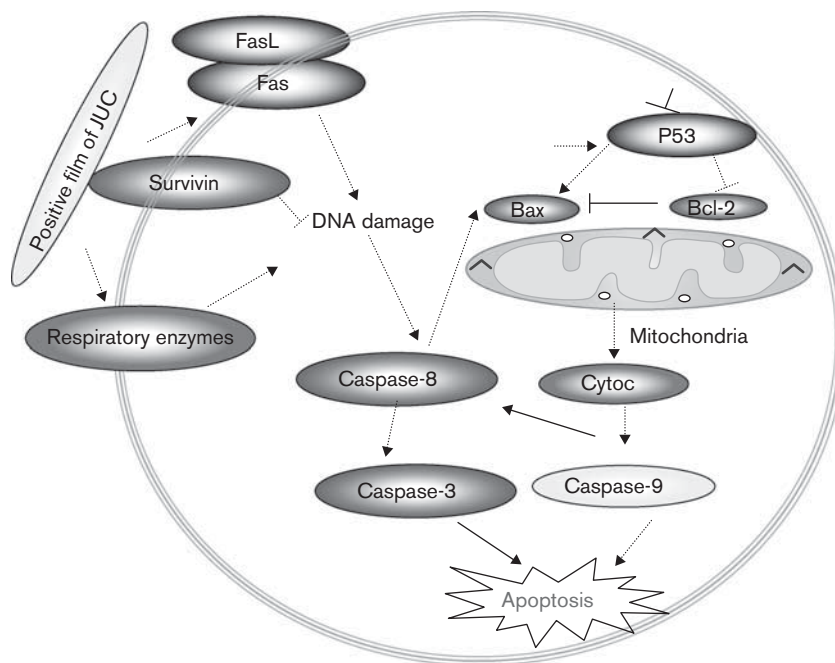 FasL
Fas
Positive film of JUC
P53
Survivin
Bax
Bcl-2
DNA damage
Respiratory enzymes
Mitochondria
Caspase-8
Cytoc
Caspase-3
Caspase-9
Apoptosis